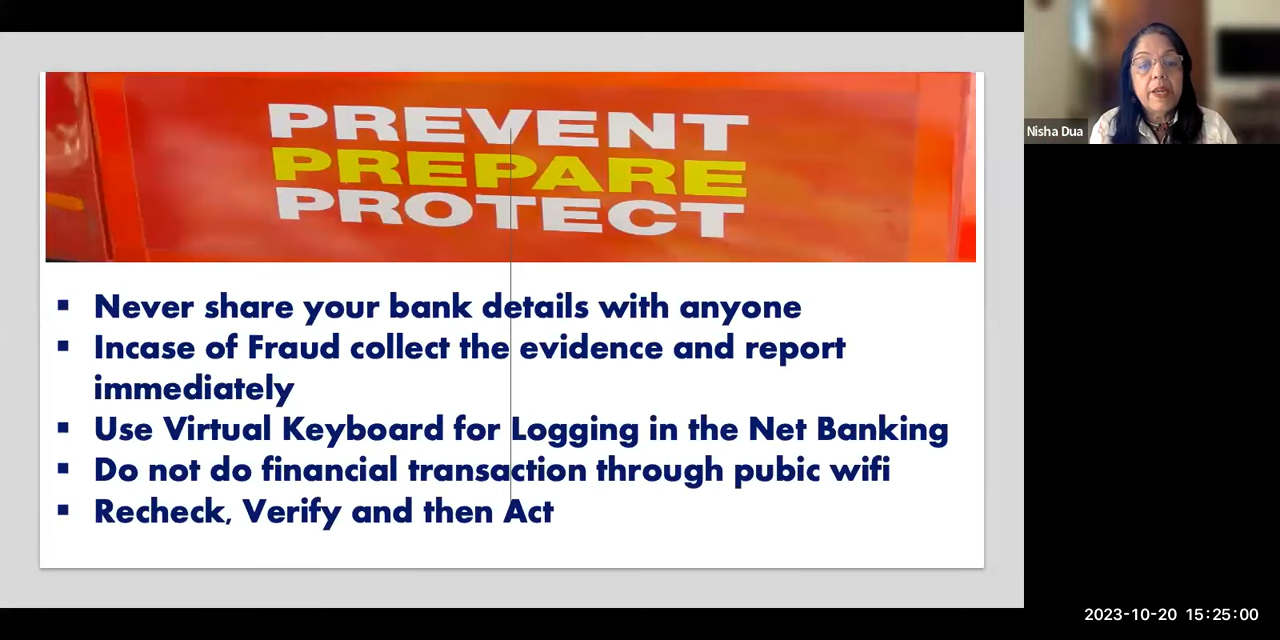 PREVENT
PREPARE
PROTECT
Never share your bank details with anyone
Incase of Fraud collect the evidence and report
immediately
Use Virtual Keyboard for Logging in the Net Banking
Do not do financial transaction through pubic wifi
Recheck, Verify and then Act
Nisha Dua
2023-10-20 15:25:00